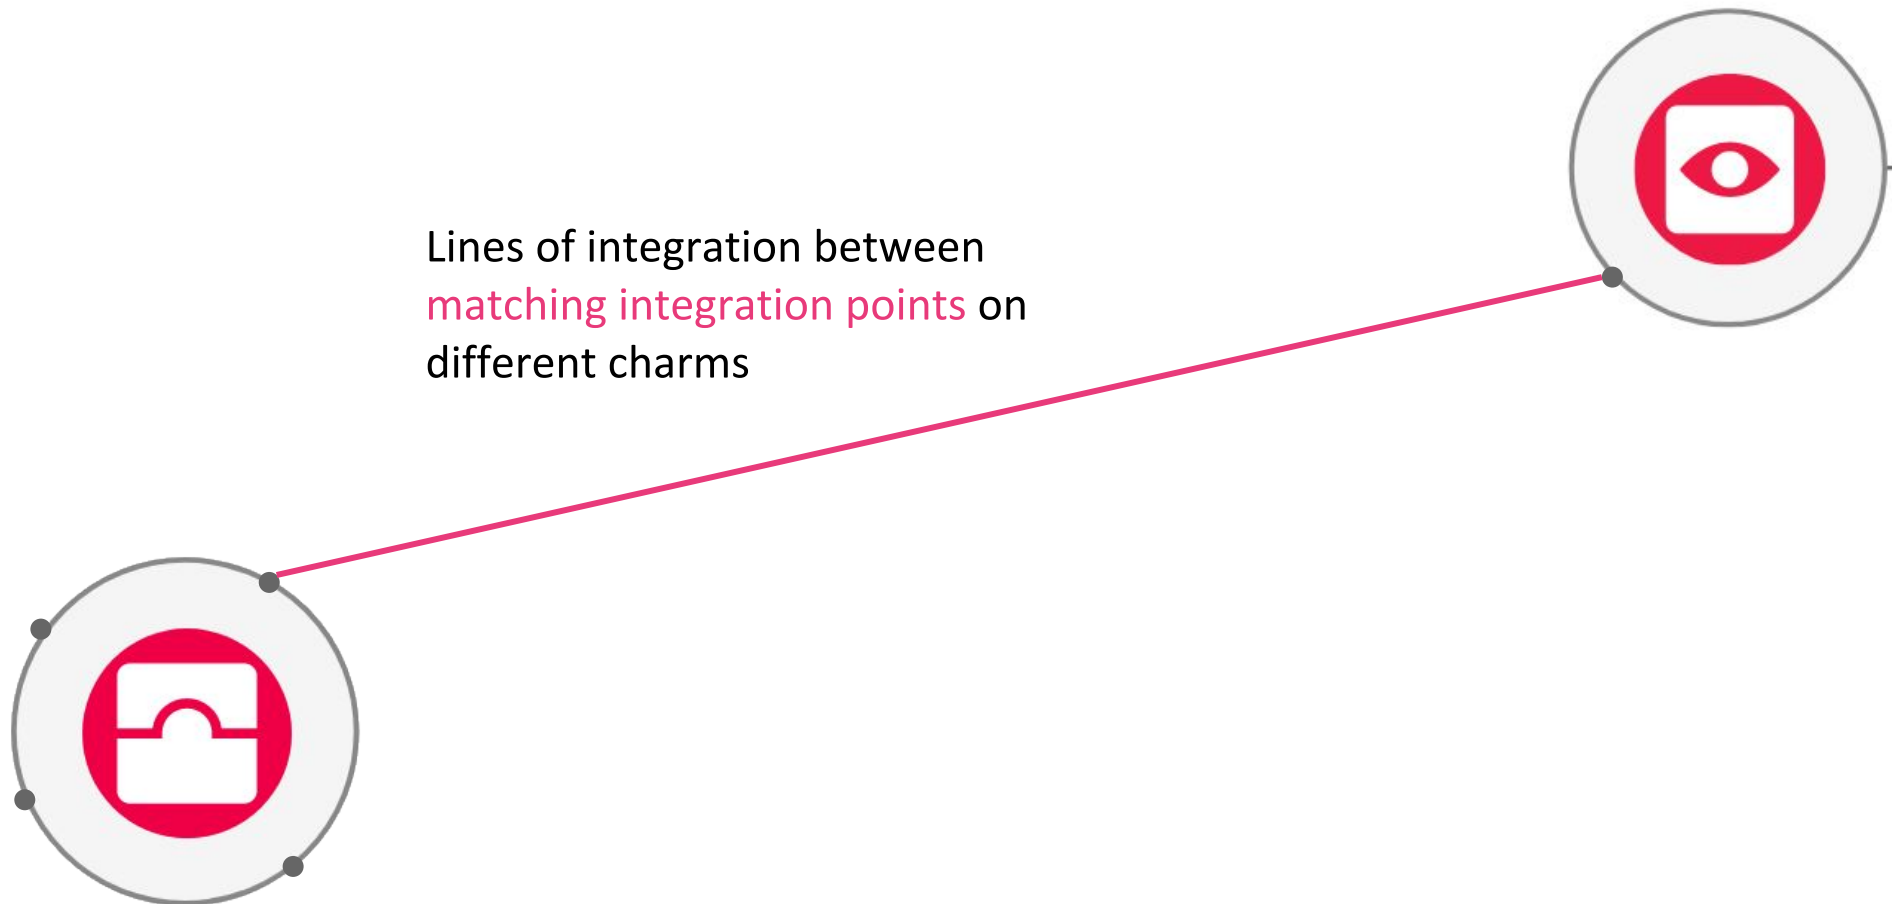 Lines of integration between
matching integration points on
different charms